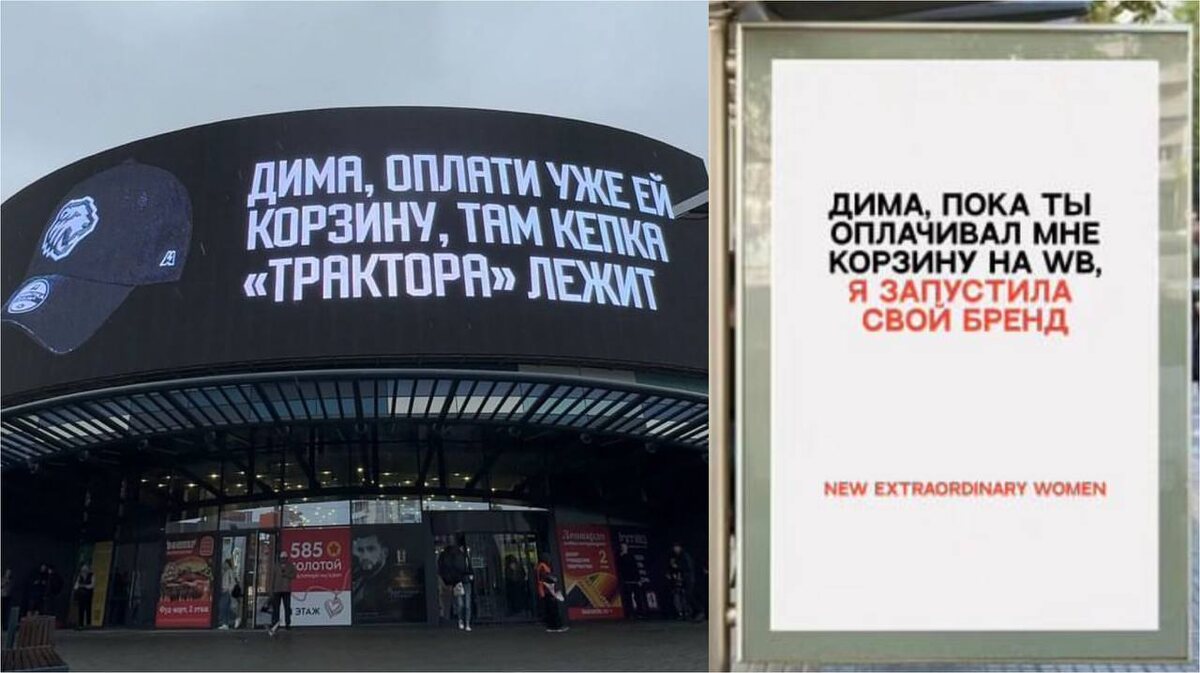 ДИМА, ОПЛАТИ УЖЕ ЕЙ
КОРЗИНУ, ТАМ КЕПКА
«ТРАКТОРА» ЛЕЖИТ
585
ЗОЛОТОЙ
ЭТАЖ
2
ДИМА, ПОКА ТЫ
ОПЛАЧИВАЛ МНЕ
КОРЗИНУ НА WB,
Я ЗАПУСТИЛА
СВОЙ БРЕНД
NEW EXTRAORDINARY WOMEN